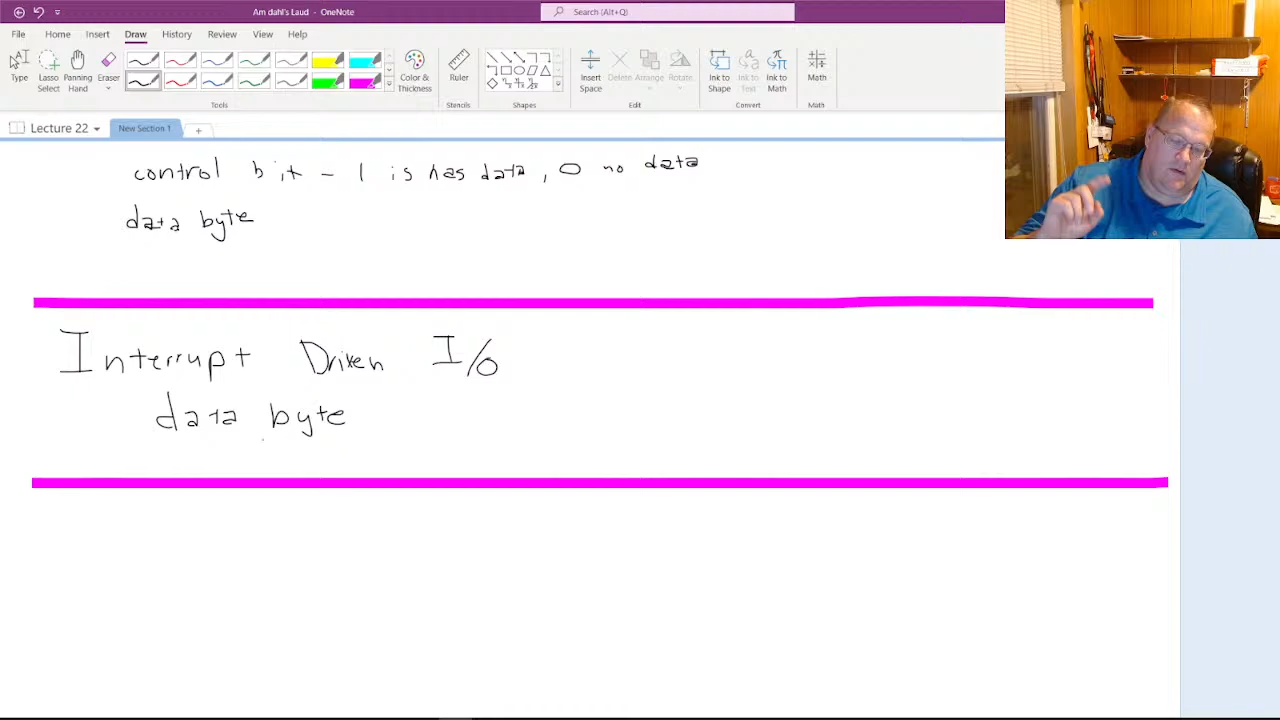 Am dahl's Laud - OneNote
Search (Alt+Q)
File Home Insert Draw History Review View Help
Type Lasso Select Panning Hand Eraser Color & Thickness Ruler Shapes Insert Space Delete Arrange Rotate Ink to Shape Ink to Text Ink to Math Math
Tools Stencils Shapes Edit Convert Math
Lecture 22 New Section 1
control bit - 1 is has data, 0 no data
data byte
Interrupt Driven I/O
data byte